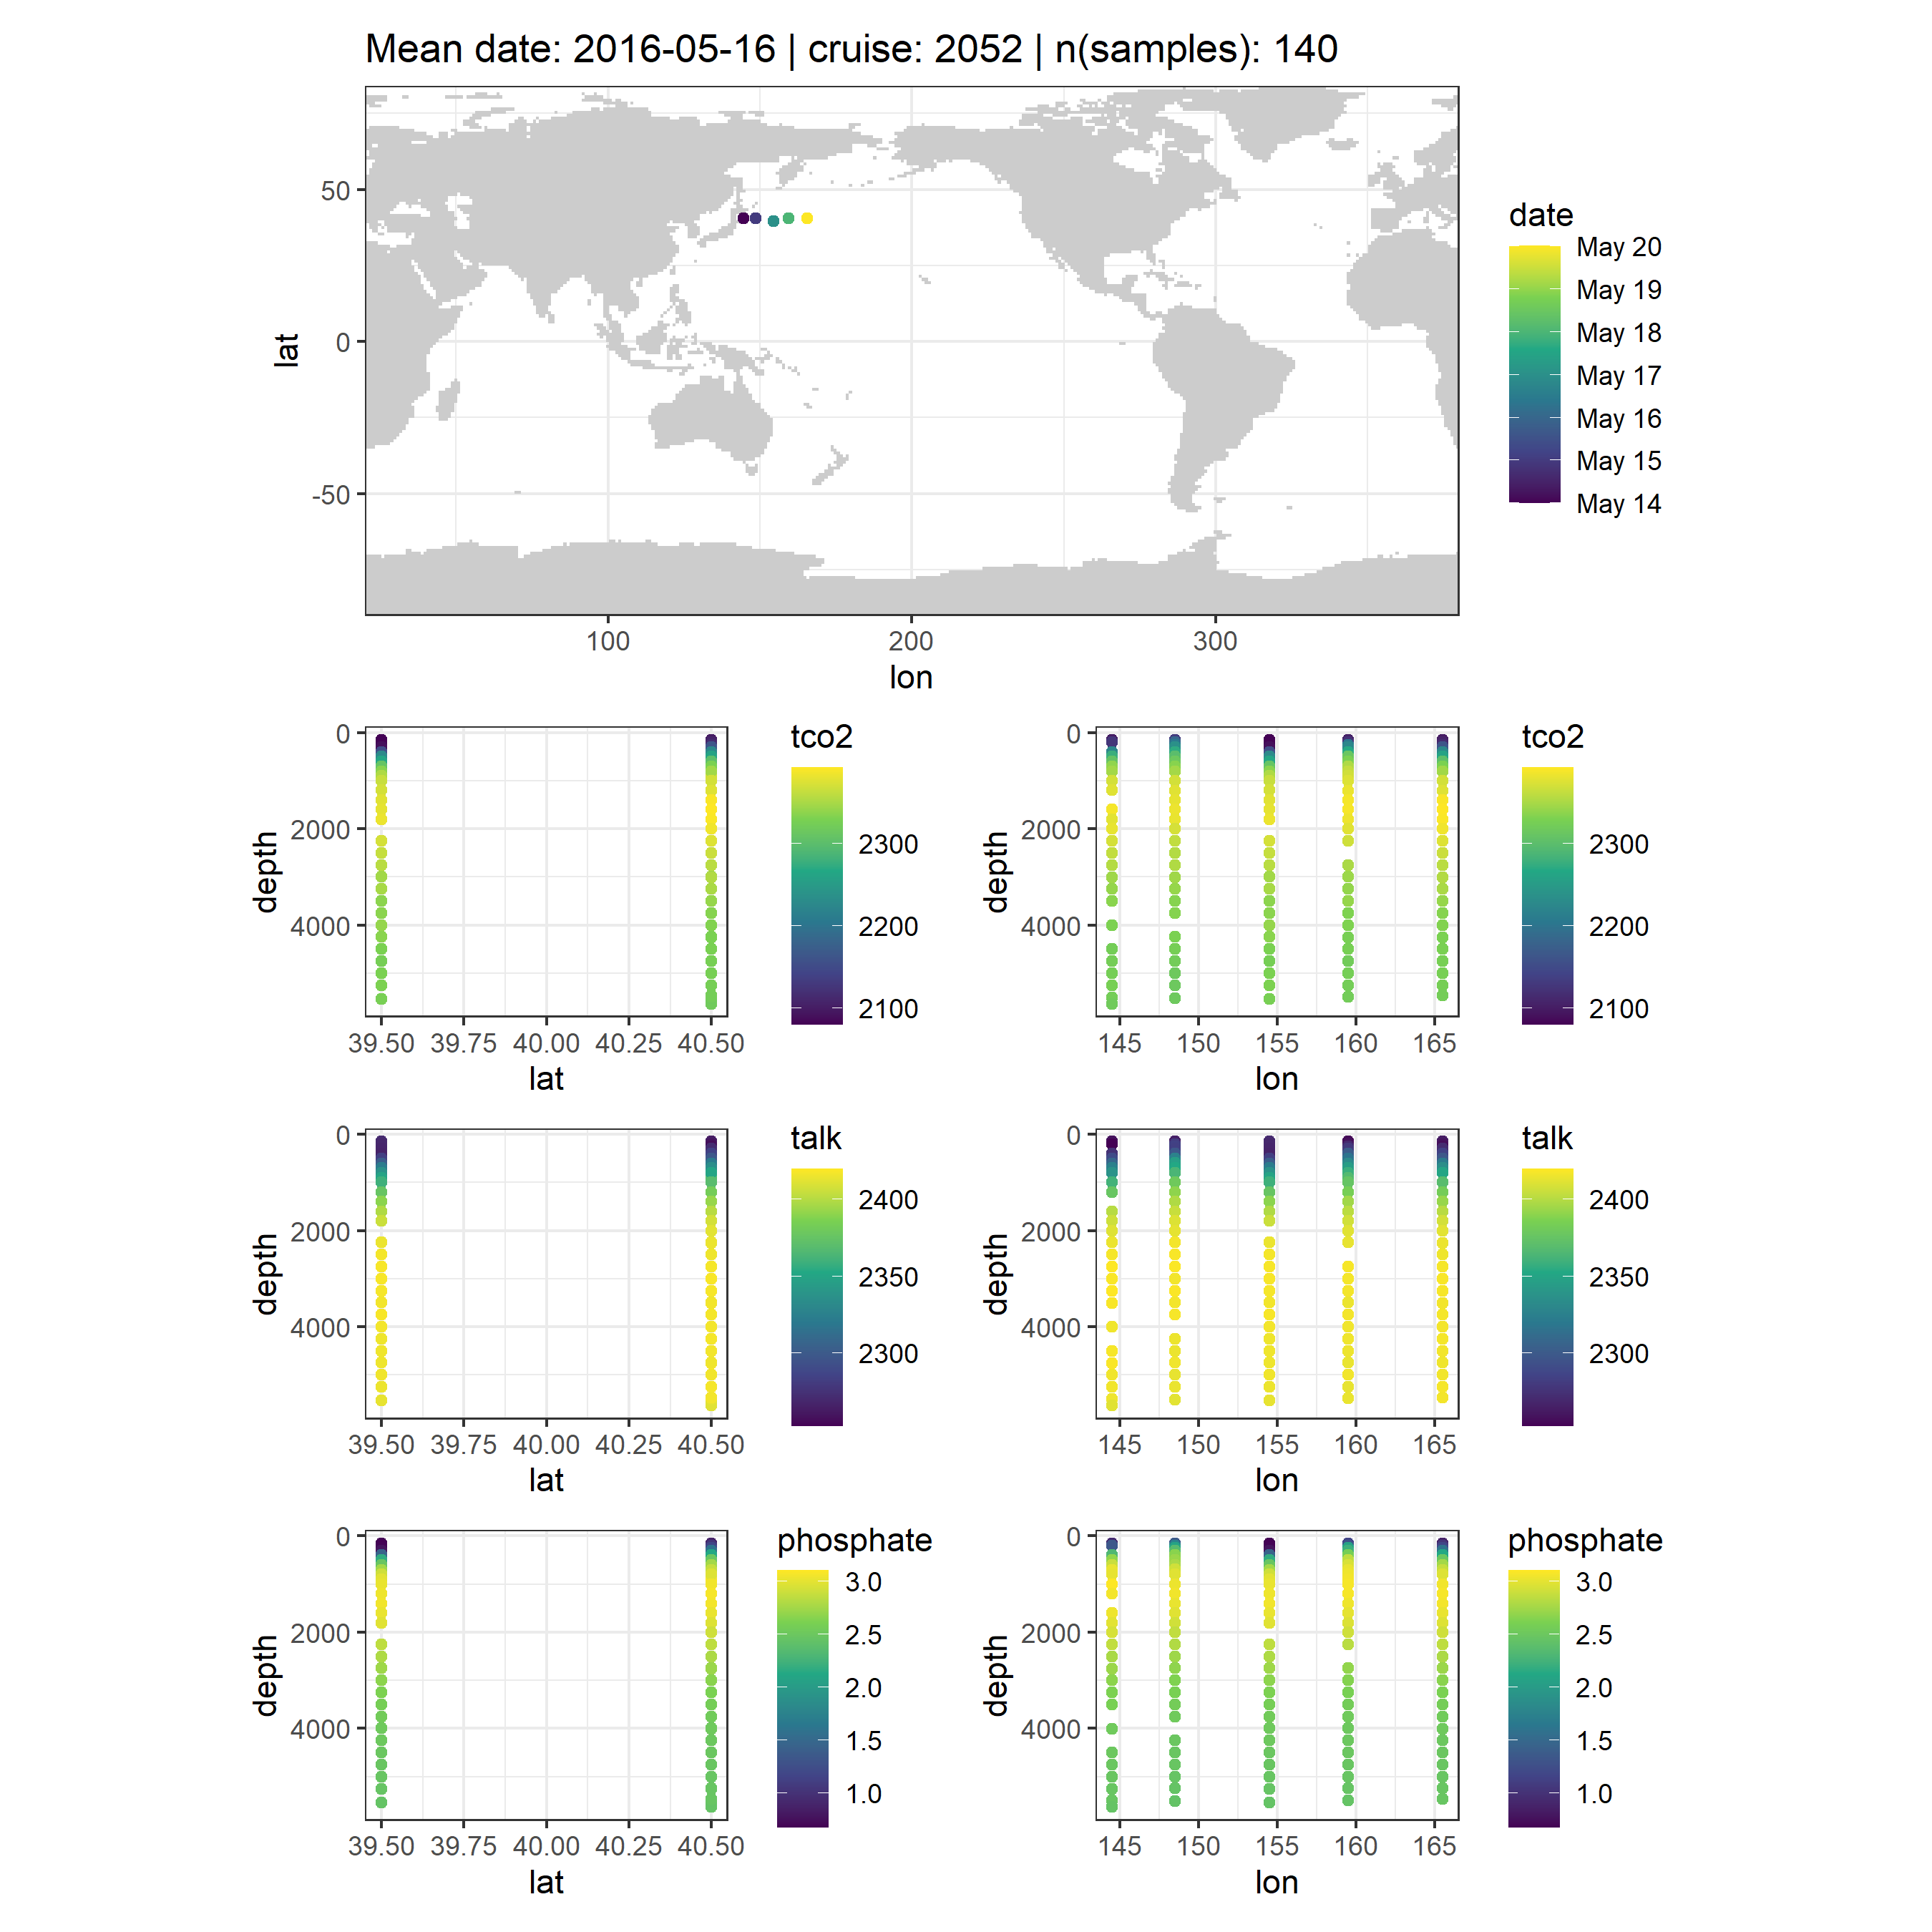 Mean date: 2016-05-16 | cruise: 2052 | n(samples): 140
lat
50
0
-50
100 200 300
lon
date
May 20
May 19
May 18
May 17
May 16
May 15
May 14
depth
0
2000
4000
39.50 39.75 40.00 40.25 40.50
lat
tco2
2300
2200
2100
depth
0
2000
4000
145 150 155 160 165
lon
tco2
2300
2200
2100
depth
0
2000
4000
39.50 39.75 40.00 40.25 40.50
lat
talk
2400
2350
2300
depth
0
2000
4000
145 150 155 160 165
lon
talk
2400
2350
2300
depth
0
2000
4000
39.50 39.75 40.00 40.25 40.50
lat
phosphate
3.0
2.5
2.0
1.5
1.0
depth
0
2000
4000
145 150 155 160 165
lon
phosphate
3.0
2.5
2.0
1.5
1.0